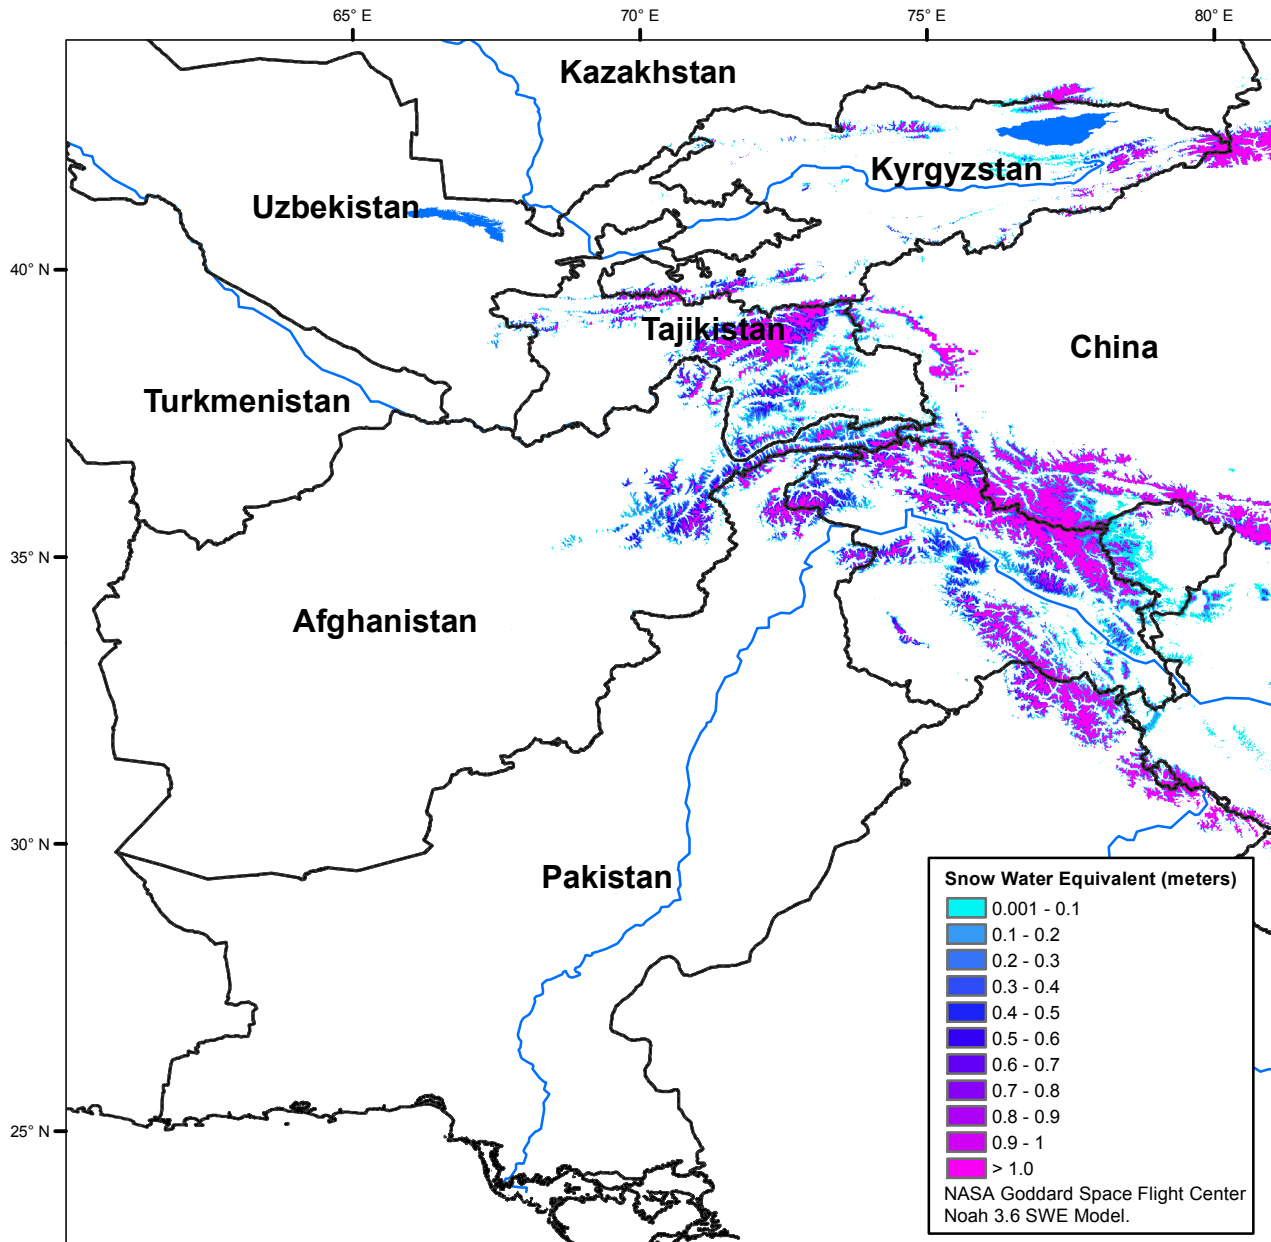 65° E
70° E
75° E
80° E
Kazakhstan
Kyrgyzstan
Uzbekistan
40° N
Tajikistan
China
Turkmenistan
35° N
Afghanistan
30° N
Pakistan
25° N
Snow Water Equivalent (meters)
0.001 - 0.1
0.1 - 0.2
0.2 - 0.3
0.3 - 0.4
0.4 - 0.5
0.5 - 0.6
0.6 - 0.7
0.7 - 0.8
0.8 - 0.9
0.9 - 1
> 1.0
NASA Goddard Space Flight Center
Noah 3.6 SWE Model.